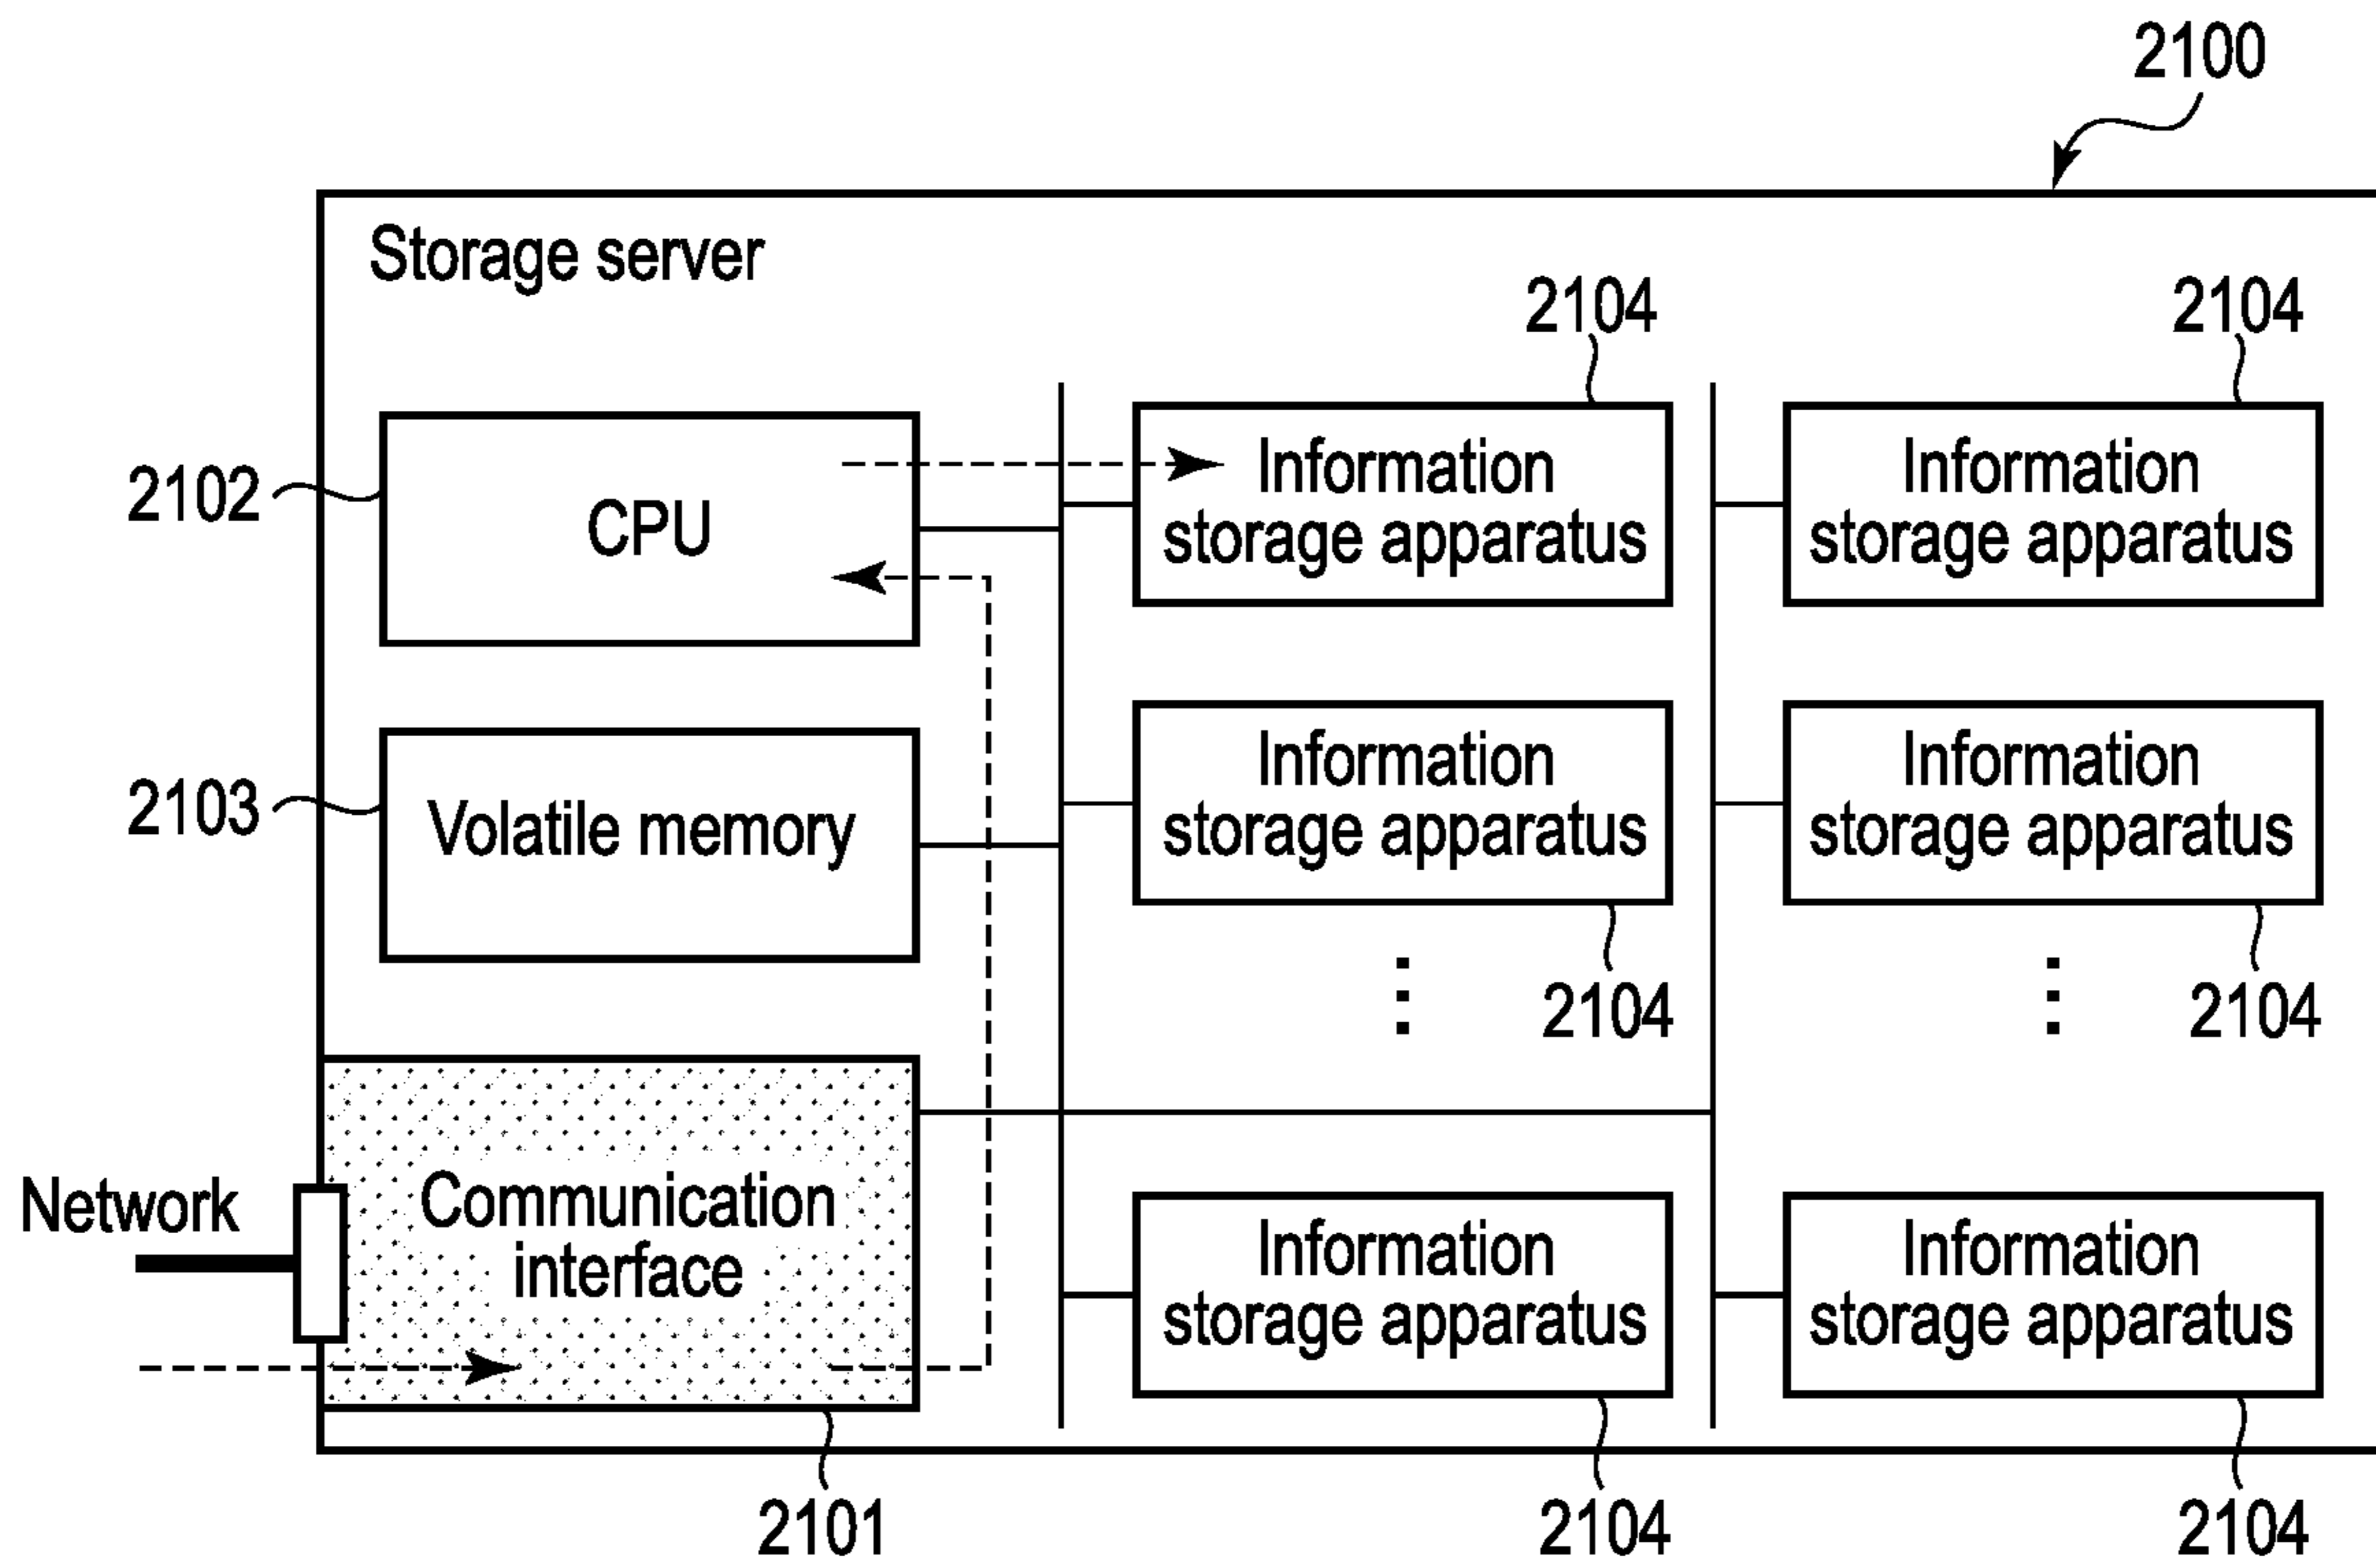 2100
Storage server
2104
2104
2102
CPU
Information
storage apparatus
Information
storage apparatus
2103
Volatile memory
Information
storage apparatus
Information
storage apparatus
2104
2104
Network
Communication
interface
Information
storage apparatus
Information
storage apparatus
2101
2104
2104